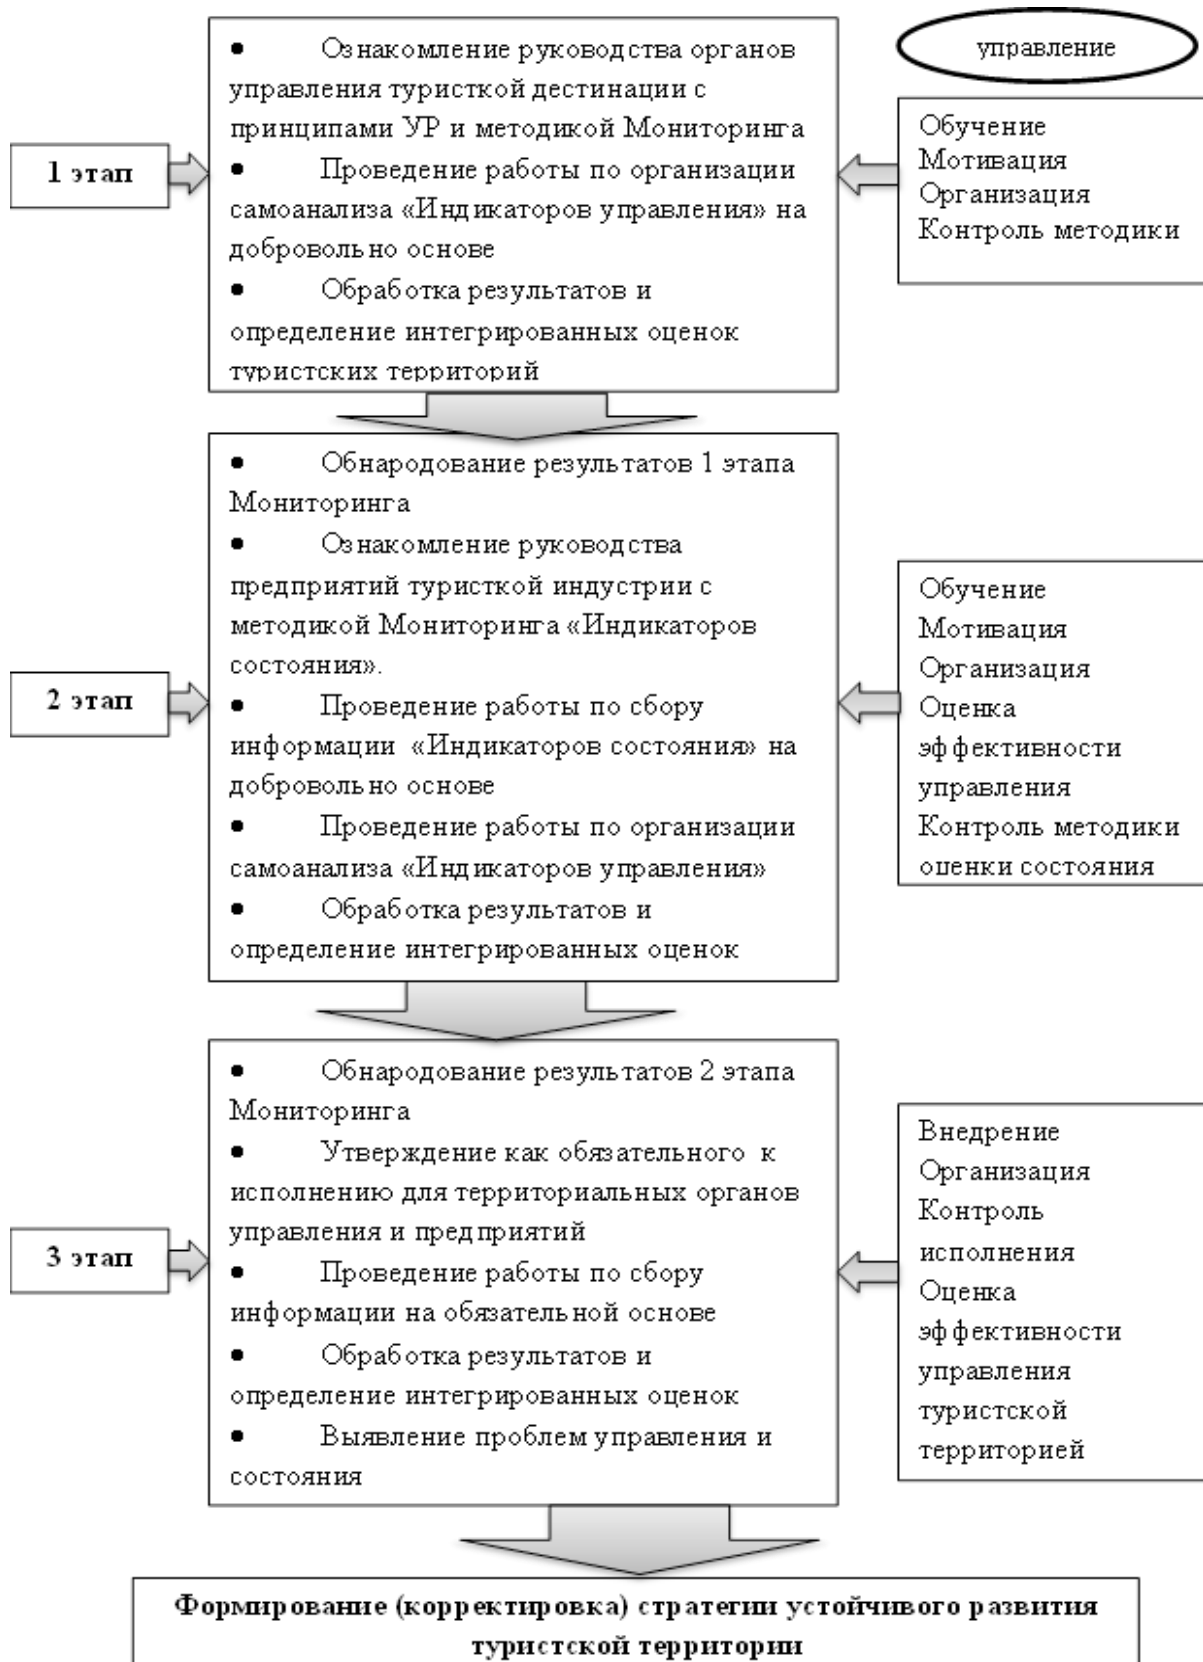 управление
1 этап
● Ознакомление руководства органов
управления туристкой дестинации с
принципами УР и методикой Мониторинга
● Проведение работы по организации
самоанализа «Индикаторов управления» на
добровольно основе
● Обработка результатов и
определение интегрированных оценок
туристских территорий
Обучение
Мотивация
Организация
Контроль методики
2 этап
● Обнародование результатов 1 этапа
Мониторинга
● Ознакомление руководства
предприятий туристкой индустрии с
методикой Мониторинга «Индикаторов
состояния».
● Проведение работы по сбору
информации «Индикаторов состояния» на
добровольно основе
● Проведение работы по организации
самоанализа «Индикаторов управления»
● Обработка результатов и
определение интегрированных оценок
Обучение
Мотивация
Организация
Оценка
эффективности
управления
Контроль методики
оценки состояния
3 этап
● Обнародование результатов 2 этапа
Мониторинга
● Утверждение как обязательного к
исполнению для территориальных органов
управления и предприятий
● Проведение работы по сбору
информации на обязательной основе
● Обработка результатов и
определение интегрированных оценок
● Выявление проблем управления и
состояния
Внедрение
Организация
Контроль
исполнения
Оценка
эффективности
управления
туристской
территорией
Формирование (корректировка) стратегии устойчивого развития
туристской территории